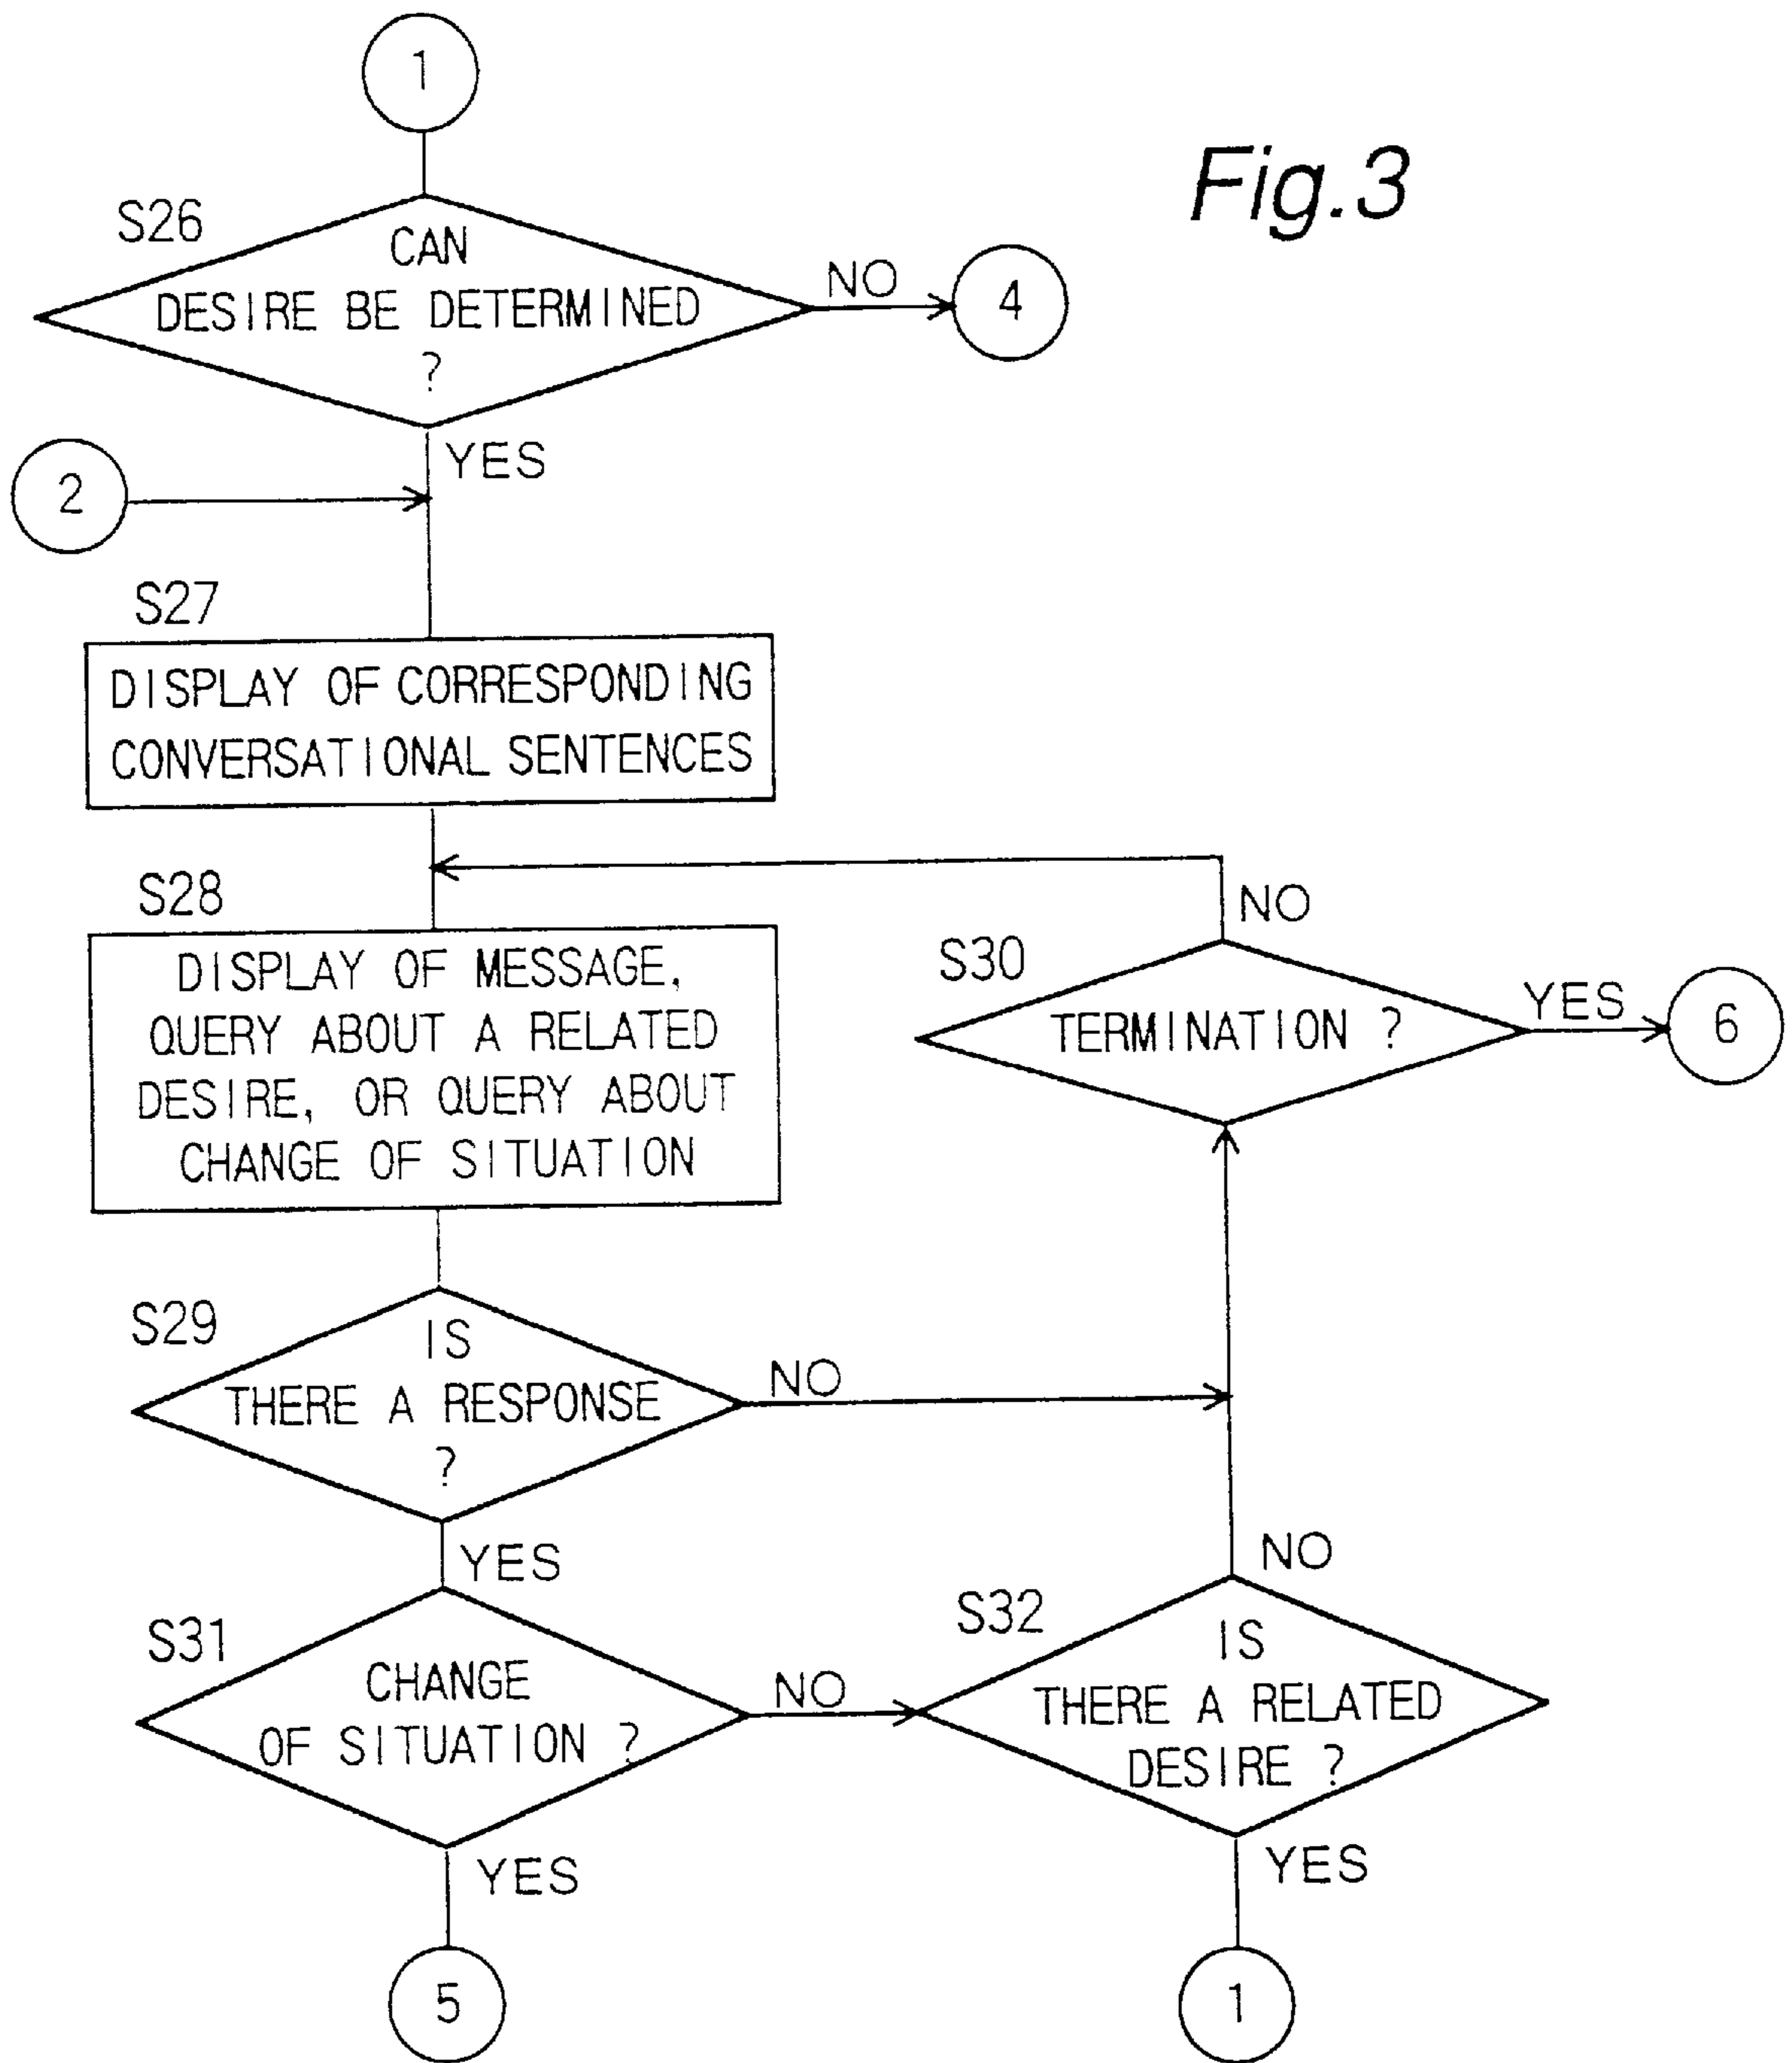 1
Fig.3
S26
CAN
DESIRE BE DETERMINED
?
NO
4
YES
2
S27
DISPLAY OF CORRESPONDING
CONVERSATIONAL SENTENCES
S28
DISPLAY OF MESSAGE,
QUERY ABOUT A RELATED
DESIRE, OR QUERY ABOUT
CHANGE OF SITUATION
NO
S30
TERMINATION ?
YES
6
S29
IS
THERE A RESPONSE
?
NO
YES
S31
CHANGE
OF SITUATION ?
NO
YES
5
NO
S32
IS
THERE A RELATED
DESIRE ?
YES
1